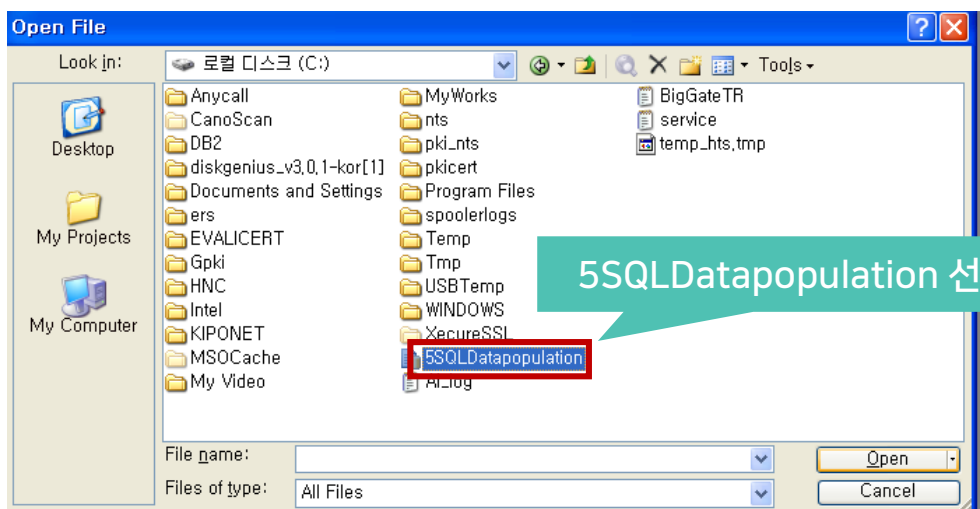 Open File
Look in:
로컬 디스크 (C:)
Tools
Desktop
My Projects
My Computer
Anycall
CanoScan
DB2
diskgenius_v3,0,1-kor[1]
Documents and Settings
ers
EVALICERT
Gpki
HNC
Intel
KIPONET
MSOCache
My Video
MyWorks
nts
pki_nts
pkicert
Program Files
spoolerlogs
Temp
Tmp
USBTemp
WINDOWS
XecureSSL
5SQLDatapopulation
BigGateTR
service
temp_hts,tmp
5SQLDatapopulation 선
File name:
Open
Files of type:
All Files
Cancel